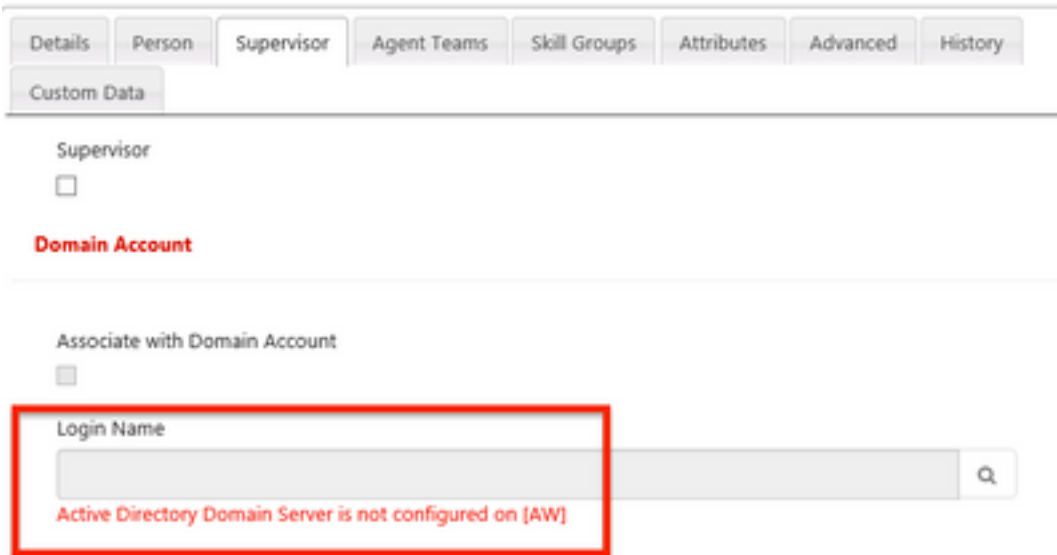 Details Person Supervisor Agent Teams Skill Groups Attributes Advanced History
Custom Data
Supervisor
Domain Account
Associate with Domain Account
Login Name
Active Directory Domain Server is not configured on [AW]